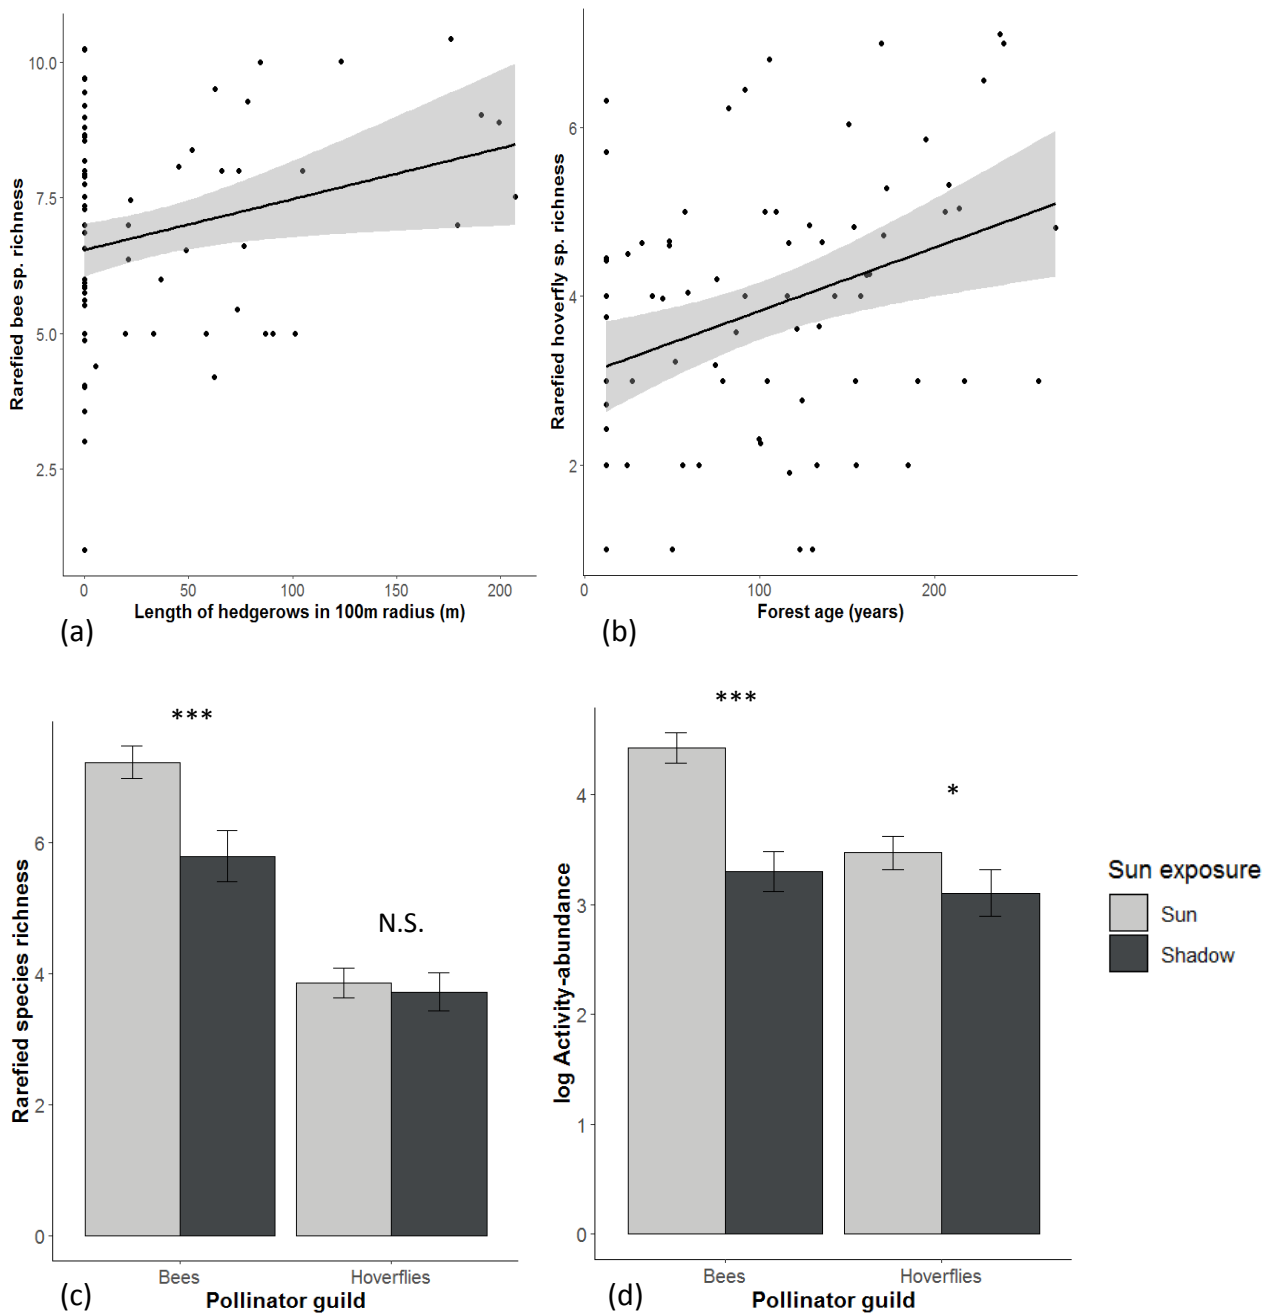 Rarefied bee sp. richness
10.0
7.5
5.0
2.5
0 50 100 150 200
Length of hedgerows in 100m radius (m)
(a)
Rarefied hoverfly sp. richness
6
4
2
0 100 200
Forest age (years)
(b)
Rarefied species richness
6
4
2
0
***
N.S.
Bees Hoverflies
Pollinator guild
(c)
log Activity-abundance
4
3
2
1
0
***
*
Bees Hoverflies
Pollinator guild
(d)
Sun exposure
Sun
Shadow